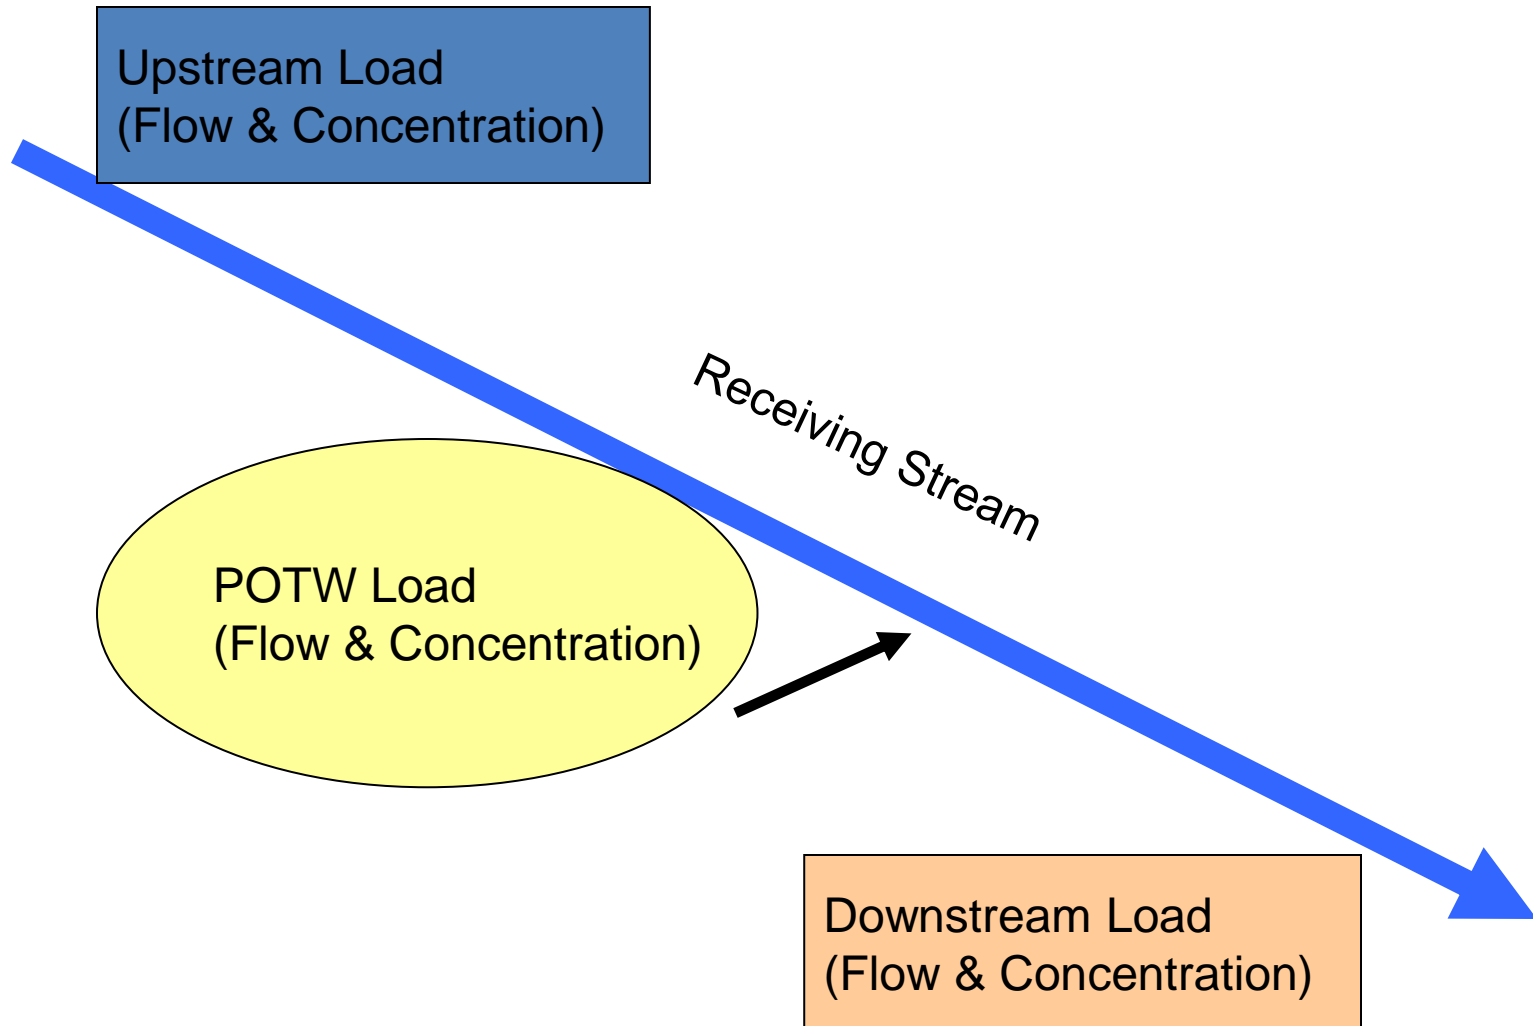 Upstream Load
(Flow & Concentration)
Receiving Stream
POTW Load
(Flow & Concentration)
Downstream Load
(Flow & Concentration)